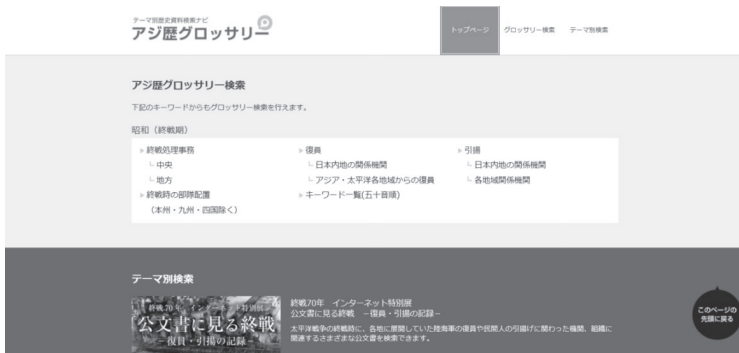 テーマ別歴史資料検索ナビ
アジ歴グロッサリー
トップページ
グロッサリー検索
テーマ別検索
アジ歴グロッサリー検索
下記のキーワードからもグロッサリー検索を行えます。
昭和（終戦期）
終戦処理事務
中央
地方
終戦時の部隊配置
（本州・九州・四国除く）
復員
日本内地の関係機関
アジア・太平洋各地域からの復員
キーワード一覧(五十音順)
引揚
日本内地の関係機関
各地域関係機関
テーマ別検索
終戦70年 インターネット特別展
公文書に見る終戦
－復員・引揚の記録－
終戦70年 インターネット特別展
公文書に見る終戦 －復員・引揚の記録－
太平洋戦争の終戦時に、各地に展開していた陸海軍の復員や民間人の引揚げに関わった機関、組織に
関連するさまざまな公文書を検索できます。
このページの
先頭に戻る